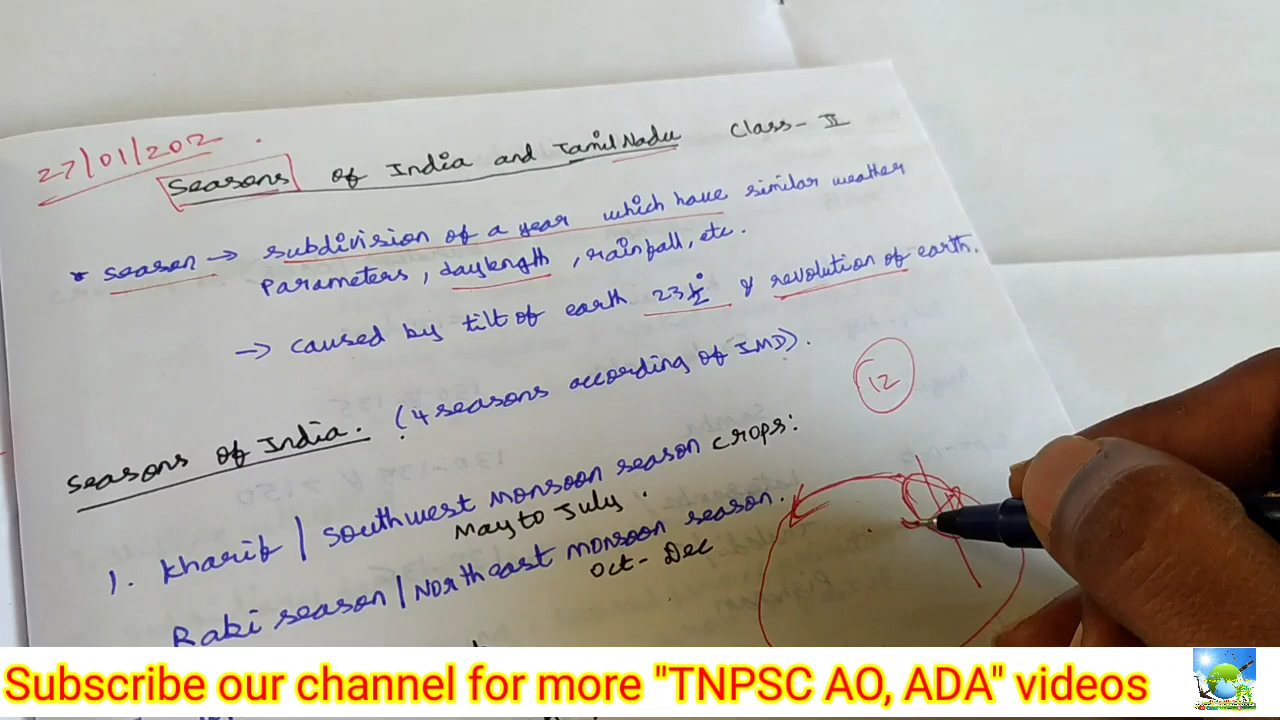 27/01/202
Seasons of India and TamilNadu Class - II
* Season → subdivision of a year which have similar weather
Parameters, daylength, rainfall, etc.
→ caused by tilt of earth 23½° & revolution of earth.
12
Seasons of India. (4 seasons according of IMD).
1. Kharif / Southwest Monsoon season crops:
May to July.
Rabi season / Northeast monsoon season.
Oct - Dec
Subscribe our channel for more "TNPSC AO, ADA" videos